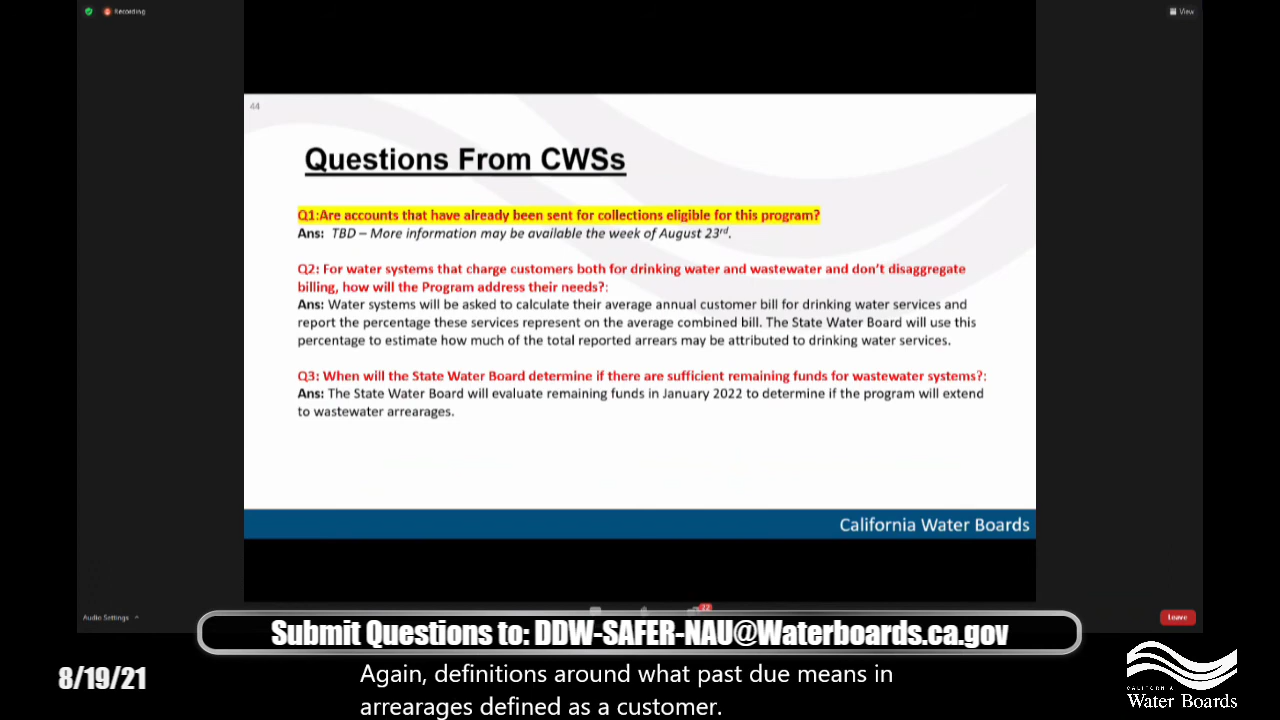 Recording
View
44
Questions From CWSs
Q1:Are accounts that have already been sent for collections eligible for this program?
Ans: TBD – More information may be available the week of August 23rd.
Q2: For water systems that charge customers both for drinking water and wastewater and don't disaggregate
billing, how will the Program address their needs?:
Ans: Water systems will be asked to calculate their average annual customer bill for drinking water services and
report the percentage these services represent on the average combined bill. The State Water Board will use this
percentage to estimate how much of the total reported arrears may be attributed to drinking water services.
Q3: When will the State Water Board determine if there are sufficient remaining funds for wastewater systems?:
Ans: The State Water Board will evaluate remaining funds in January 2022 to determine if the program will extend
to wastewater arrearages.
California Water Boards
22
Audio Settings
Leave
Submit Questions to: DDW-SAFER-NAU@Waterboards.ca.gov
8/19/21
Again, definitions around what past due means in
arrearages defined as a customer.
CALIFORNIA
Water Boards